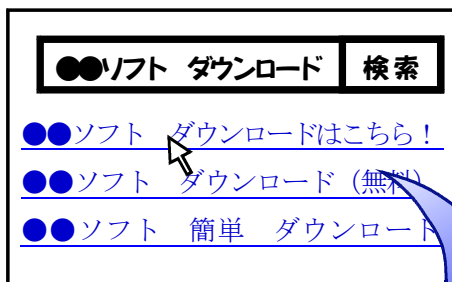 ●●ソフト ダウンロード 検索
●●ソフト ダウンロードはこちら！
●●ソフト ダウンロード（無料）
●●ソフト 簡単 ダウンロード